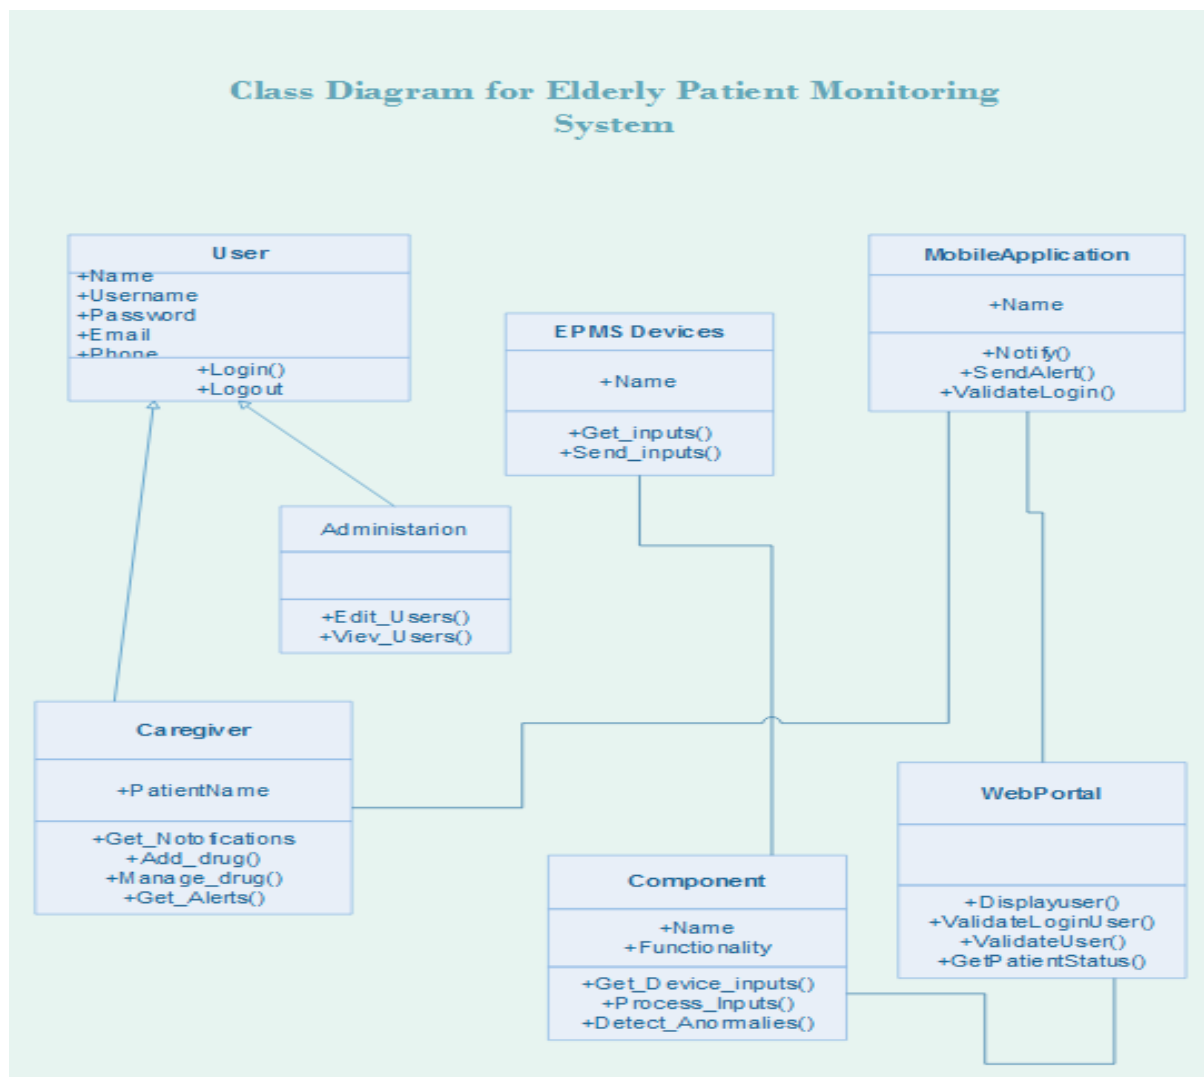 Class Diagram for Elderly Patient Monitoring
System
User
+Name
+Username
+Password
+Email
+Phone
+Login()
+Logout
EPMS Devices
+Name
+Get_inputs()
+Send_inputs()
MobileApplication
+Name
+Notify()
+SendAlert()
+ValidateLogin()
Administarion
+Edit_Users()
+Viev_Users()
Caregiver
+PatientName
+Get_Notofications
+Add_drug()
+Manage_drug()
+Get_Alerts()
Component
+Name
+Functionality
+Get_Device_inputs()
+Process_Inputs()
+Detect_Anormalies()
WebPortal
+Displayuser()
+ValidateLoginUser()
+ValidateUser()
+GetPatientStatus()